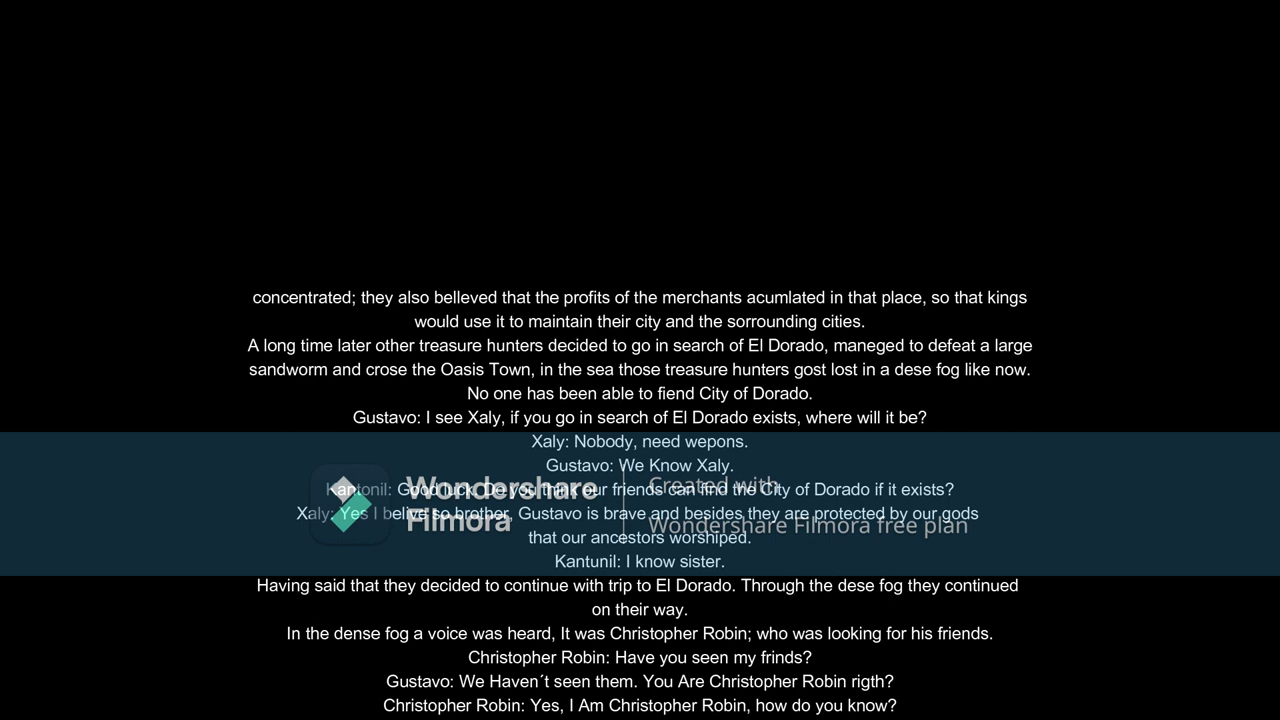 concentrated; they also belleved that the profits of the merchants acumlated in that place, so that kings
would use it to maintain their city and the sorrounding cities.
A long time later other treasure hunters decided to go in search of El Dorado, maneged to defeat a large
sandworm and crose the Oasis Town, in the sea those treasure hunters gost lost in a dese fog like now.
No one has been able to fiend City of Dorado.
Gustavo: I see Xaly, if you go in search of El Dorado exists, where will it be?
Xaly: Nobody, need wepons.
Gustavo: We Know Xaly.
Kantonil: Good luck. Do you think our friends can find the City of Dorado if it exists?
Xaly: Yes I belive so brother, Gustavo is brave and besides they are protected by our gods
that our ancestors worshiped.
Kantunil: I know sister.
Having said that they decided to continue with trip to El Dorado. Through the dese fog they continued
on their way.
In the dense fog a voice was heard, It was Christopher Robin; who was looking for his friends.
Christopher Robin: Have you seen my frinds?
Gustavo: We Haven´t seen them. You Are Christopher Robin rigth?
Christopher Robin: Yes, I Am Christopher Robin, how do you know?
Wondershare
Filmora
Created with
Wondershare Filmora free plan